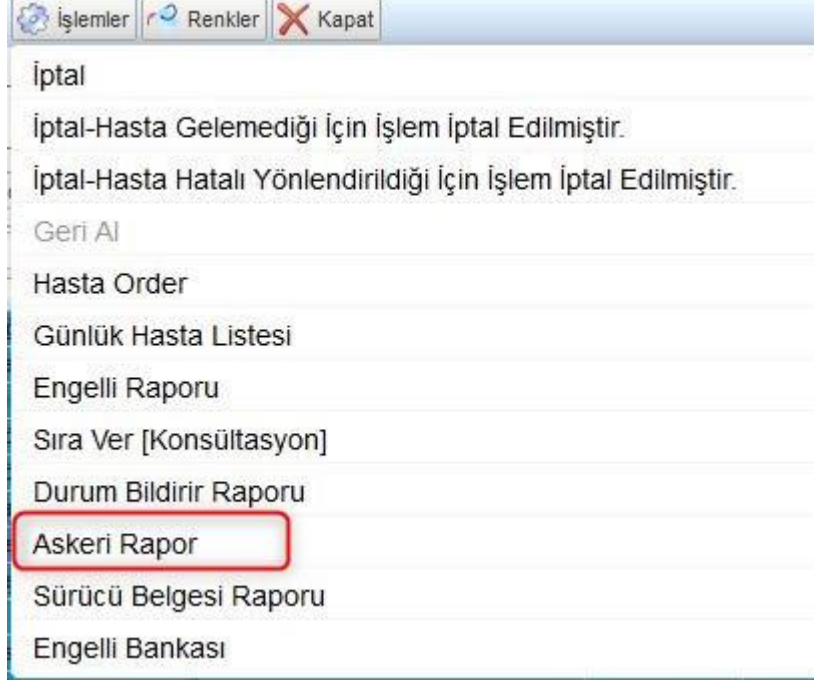 İşlemler Renkler Kapat
İptal
İptal-Hasta Gelemediği İçin İşlem İptal Edilmiştir.
İptal-Hasta Hatalı Yönlendirildiği İçin İşlem İptal Edilmiştir.
Geri Al
Hasta Order
Günlük Hasta Listesi
Engelli Raporu
Sıra Ver [Konsültasyon]
Durum Bildirir Raporu
Askeri Rapor
Sürücü Belgesi Raporu
Engelli Bankası